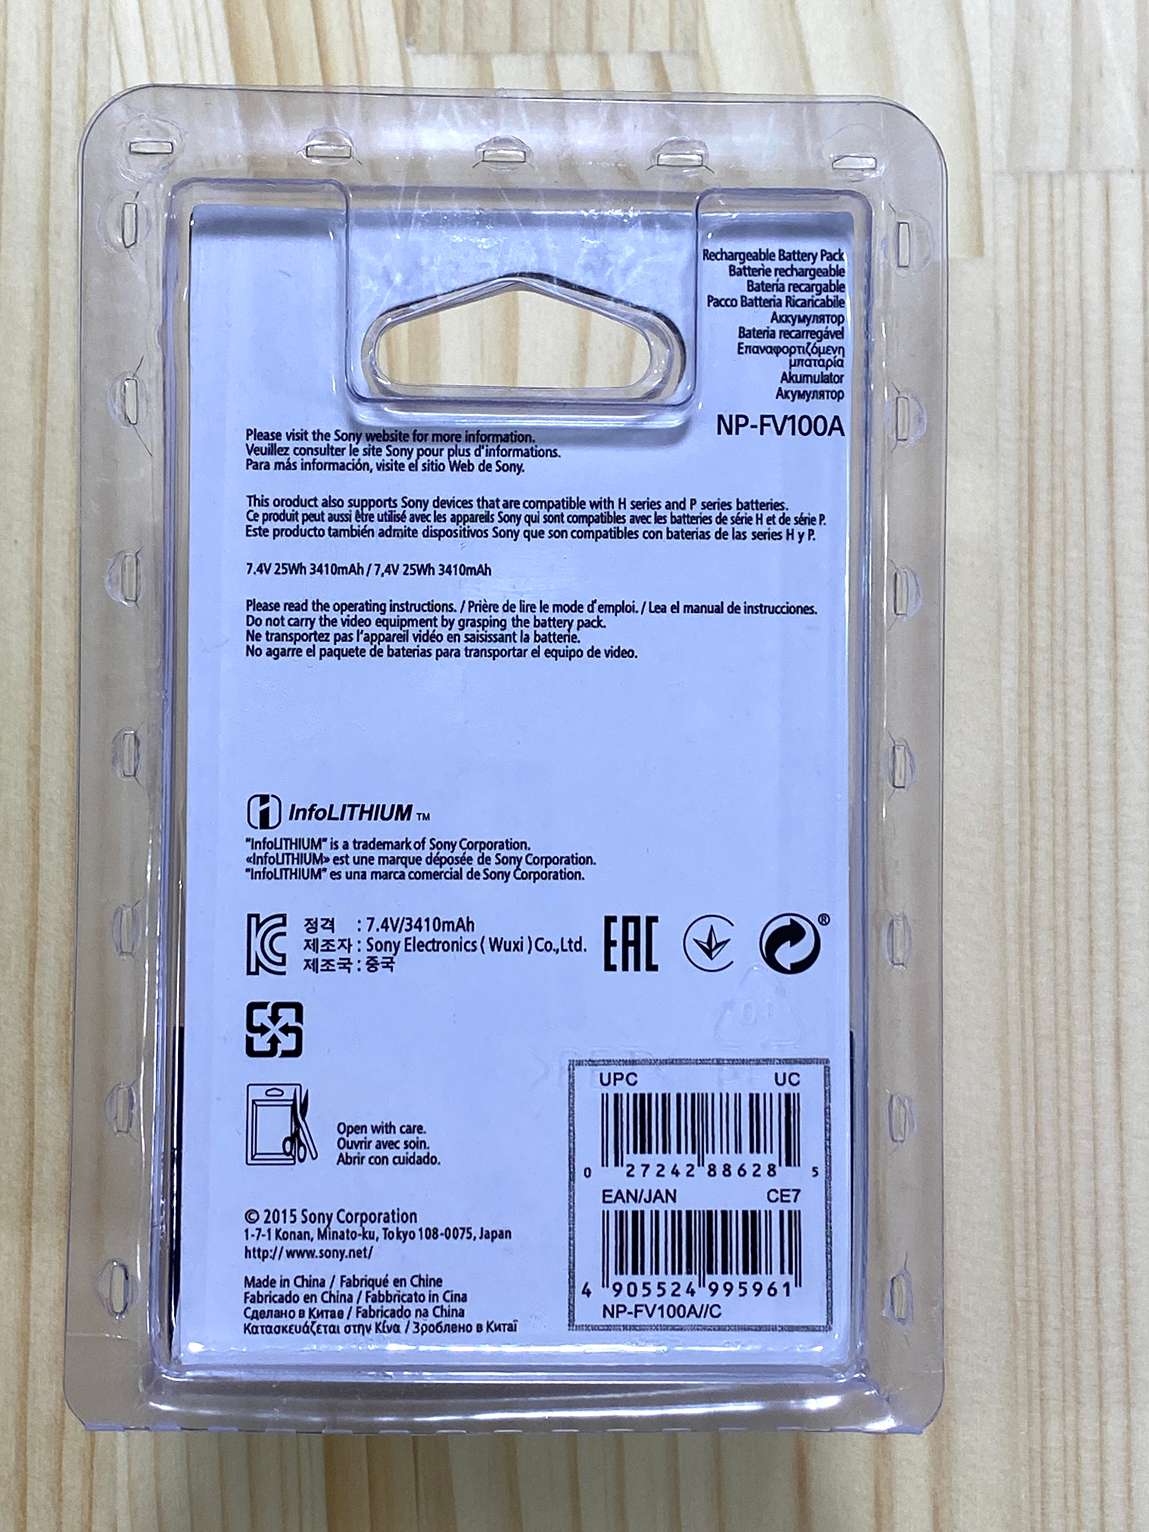 Rechargeable Battery Pack
Batterie rechargeable
Batería recargable
Pacco Batteria Ricaricabile
Аккумулятор
Bateria recarregável
Επαναφορτιζόμενη
μπαταρία
Akumulator
Акумулятор
NP-FV100A
Please visit the Sony website for more information.
Veuillez consulter le site Sony pour plus d'informations.
Para más información, visite el sitio Web de Sony.
This product also supports Sony devices that are compatible with H series and P series batteries.
Ce produit peut aussi être utilisé avec les appareils Sony qui sont compatibles avec les batteries de série H et de série P.
Este producto también admite dispositivos Sony que son compatibles con baterías de las series H y P.
7.4V 25Wh 3410mAh / 7,4V 25Wh 3410mAh
Please read the operating instructions. / Prière de lire le mode d'emploi. / Lea el manual de instrucciones.
Do not carry the video equipment by grasping the battery pack.
Ne transportez pas l'appareil vidéo en saisissant la batterie.
No agarre el paquete de baterías para transportar el equipo de video.
InfoLITHIUM TM
"InfoLITHIUM" is a trademark of Sony Corporation.
«InfoLITHIUM» est une marque déposée de Sony Corporation.
"InfoLITHIUM" es una marca comercial de Sony Corporation.
정격 : 7.4V/3410mAh
제조자 : Sony Electronics ( Wuxi ) Co., Ltd.
제조국 : 중국
EAC
®
Open with care.
Ouvrir avec soin.
Abrir con cuidado.
UPC UC
0 27242 88628 5
EAN/JAN CE7
4 905524 995961
NP-FV100A//C
© 2015 Sony Corporation
1-7-1 Konan, Minato-ku, Tokyo 108-0075, Japan
http://www.sony.net/
Made in China / Fabriqué en Chine
Fabricado en China / Fabbricato in Cina
Сделано в Китае / Fabricado na China
Κατασκευάζεται στην Κίνα / Зроблено в Китаї